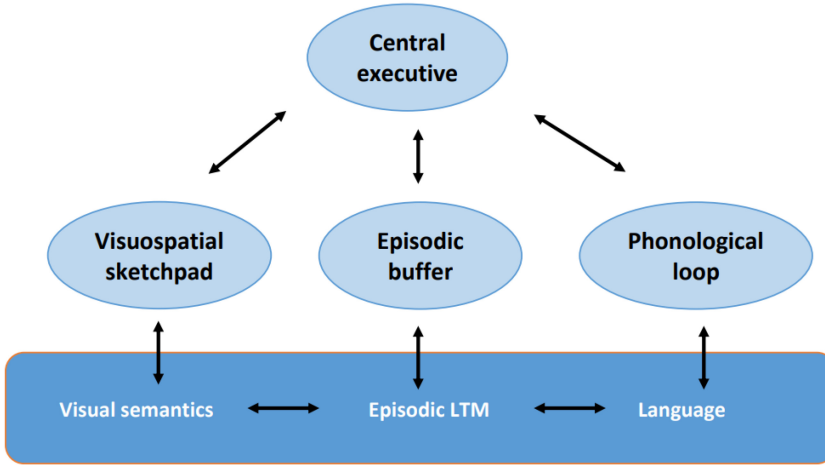 Central
executive
Visuospatial
sketchpad
Episodic
buffer
Phonological
loop
Visual semantics
Episodic LTM
Language